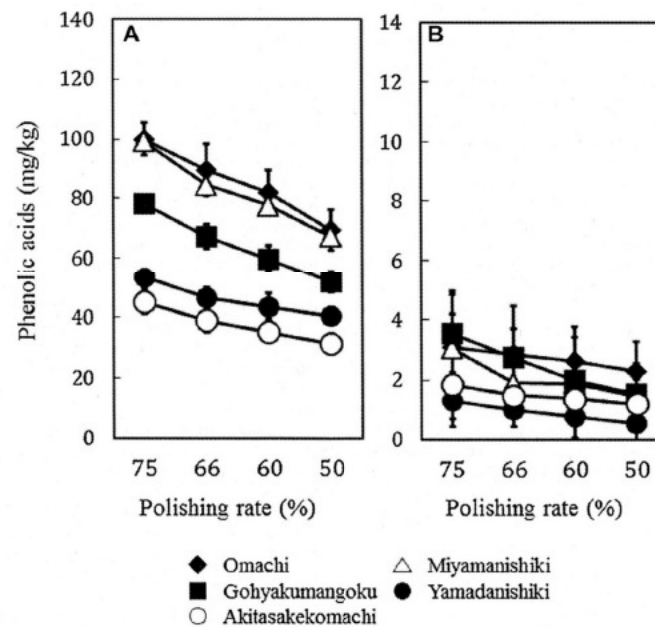 A
B
Phenolic acids (mg/kg)
140
120
100
80
60
40
20
0
14
12
10
8
6
4
2
0
75 66 60 50
75 66 60 50
Polishing rate (%)
Polishing rate (%)
Omachi
Miyamanishiki
Gohyakumangoku
Yamadanishiki
Akitasakekomachi